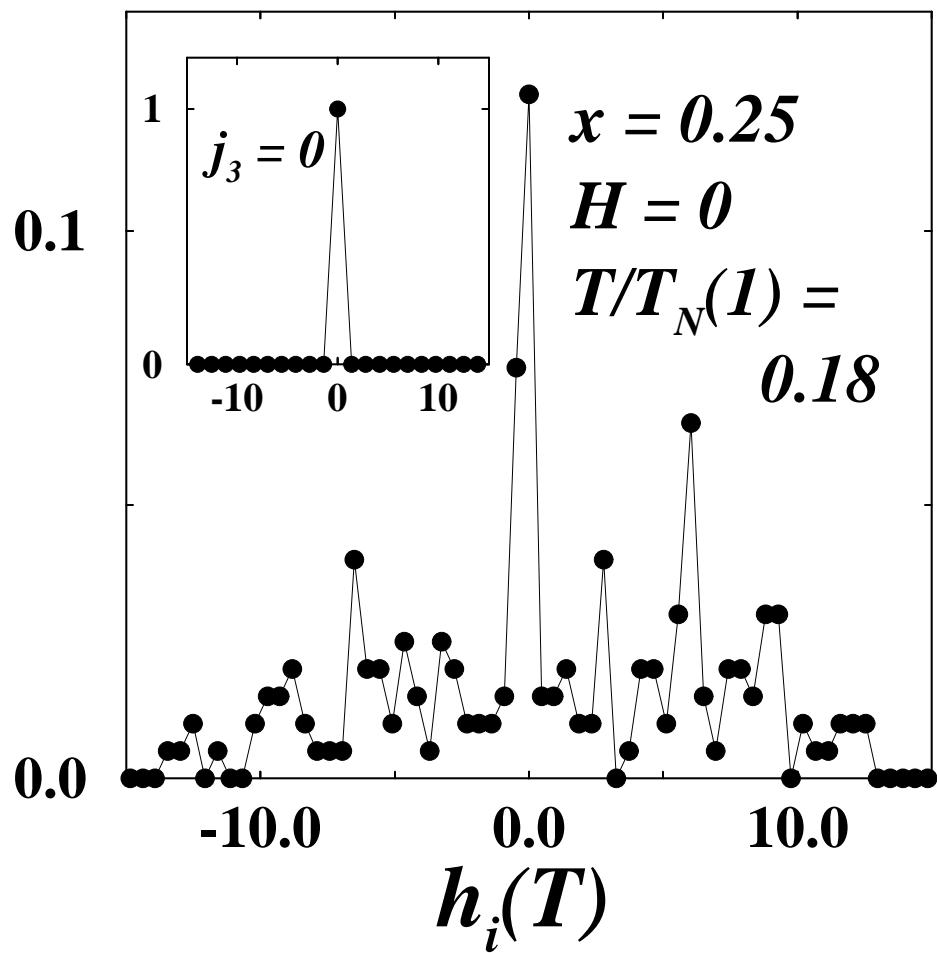 1
j₃ = 0
0
-10 0 10
x = 0.25
H = 0
T/T_N(1) =
0.18
0.1
0.0
-10.0 0.0 10.0
hᵢ(T)